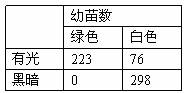 幼苗数
绿色 白色
有光 223 76
黑暗 0 298